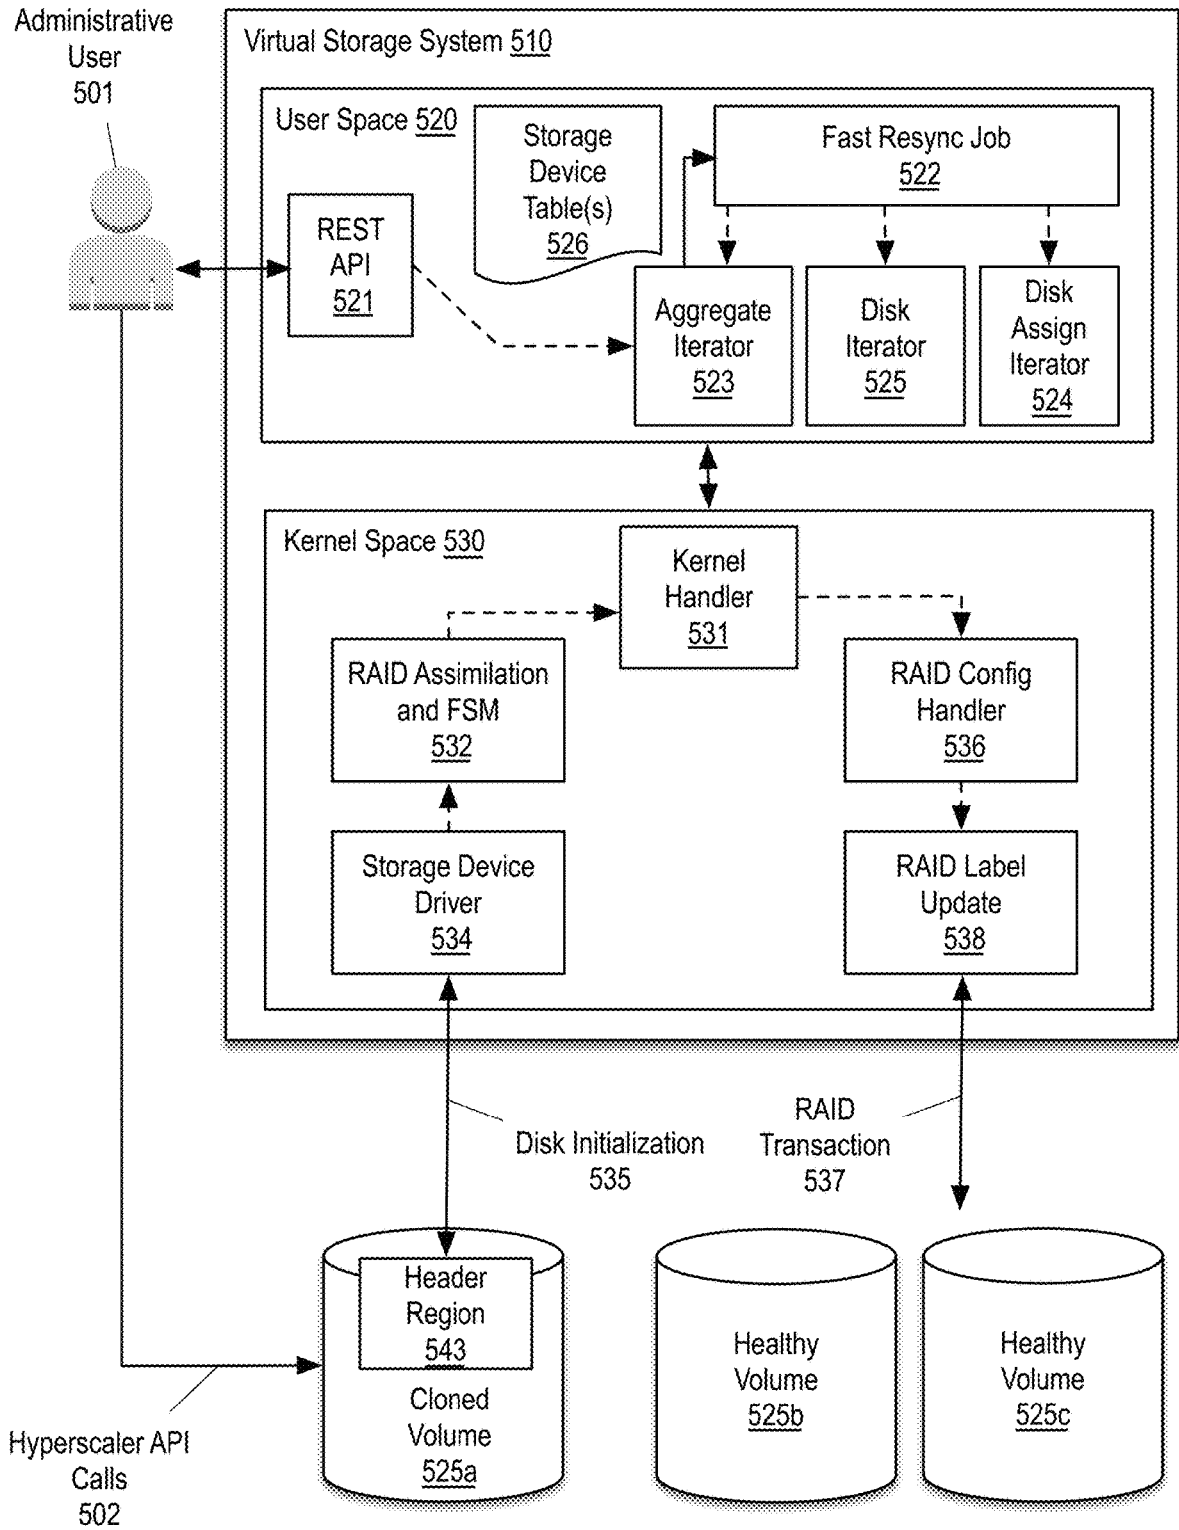 Administrative
User
501
Virtual Storage System 510
User Space 520
Storage
Device
Table(s)
526
Fast Resync Job
522
REST
API
521
Aggregate
Iterator
523
Disk
Iterator
525
Disk
Assign
Iterator
524
Kernel Space 530
Kernel
Handler
531
RAID Assimilation
and FSM
532
RAID Config
Handler
536
Storage Device
Driver
534
RAID Label
Update
538
Disk Initialization
535
RAID
Transaction
537
Header
Region
543
Cloned
Volume
525a
Healthy
Volume
525b
Healthy
Volume
525c
Hyperscaler API
Calls
502